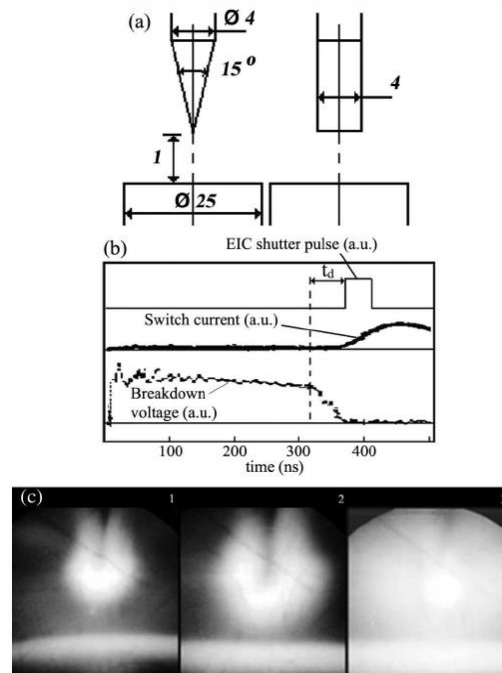 (a)
Ø 4
15 º
1
4
Ø 25
(b)
EIC shutter pulse (a.u.)
t_d
Switch current (a.u.)
Breakdown
voltage (a.u.)
100 200 300 400
time (ns)
(c)
1
2